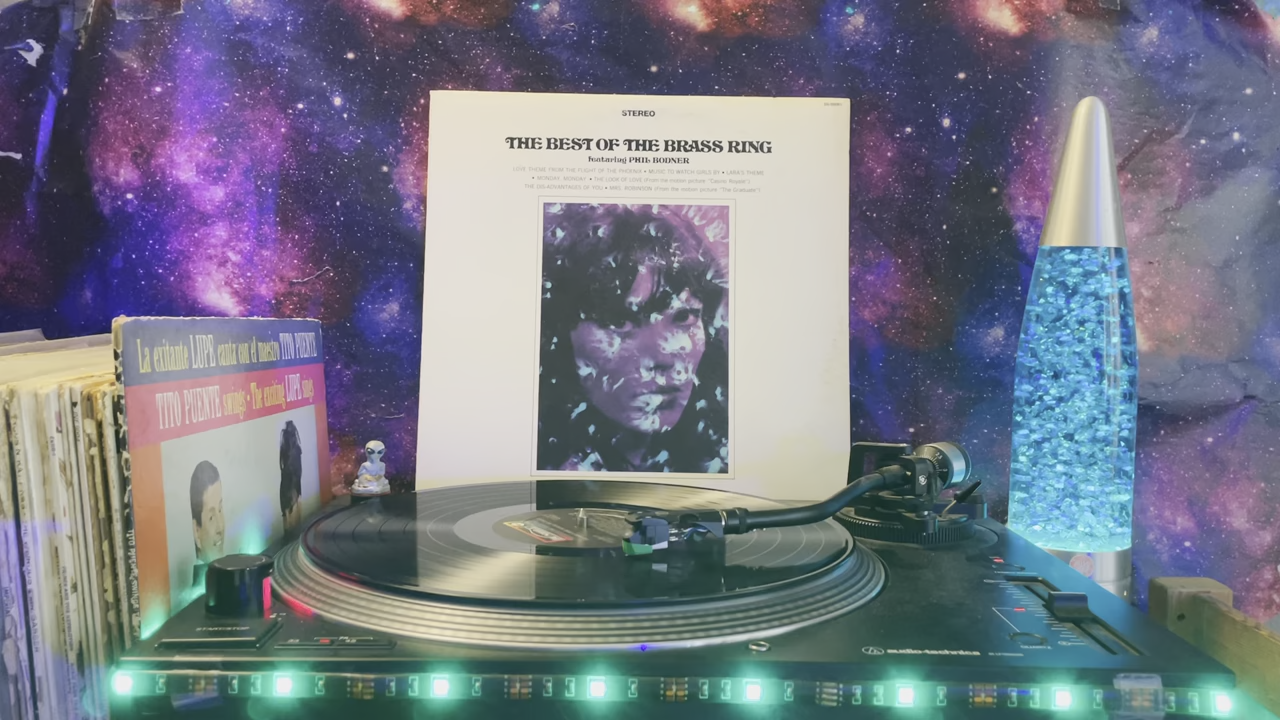 STEREO
THE BEST OF THE BRASS RING
featuring PHIL BODNER
LOVE THEME FROM THE FLIGHT OF THE PHOENIX • MUSIC TO WATCH GIRLS BY • LARA'S THEME
• MONDAY, MONDAY • THE LOOK OF LOVE (From the motion picture "Casino Royale")
THE DIS-ADVANTAGES OF YOU • MRS. ROBINSON (From the motion picture "The Graduate")
La exitante LUPE canta con el maestro TITO PUENTE
TITO PUENTE swings • The exciting LUPE sings
START/STOP
audio-technica